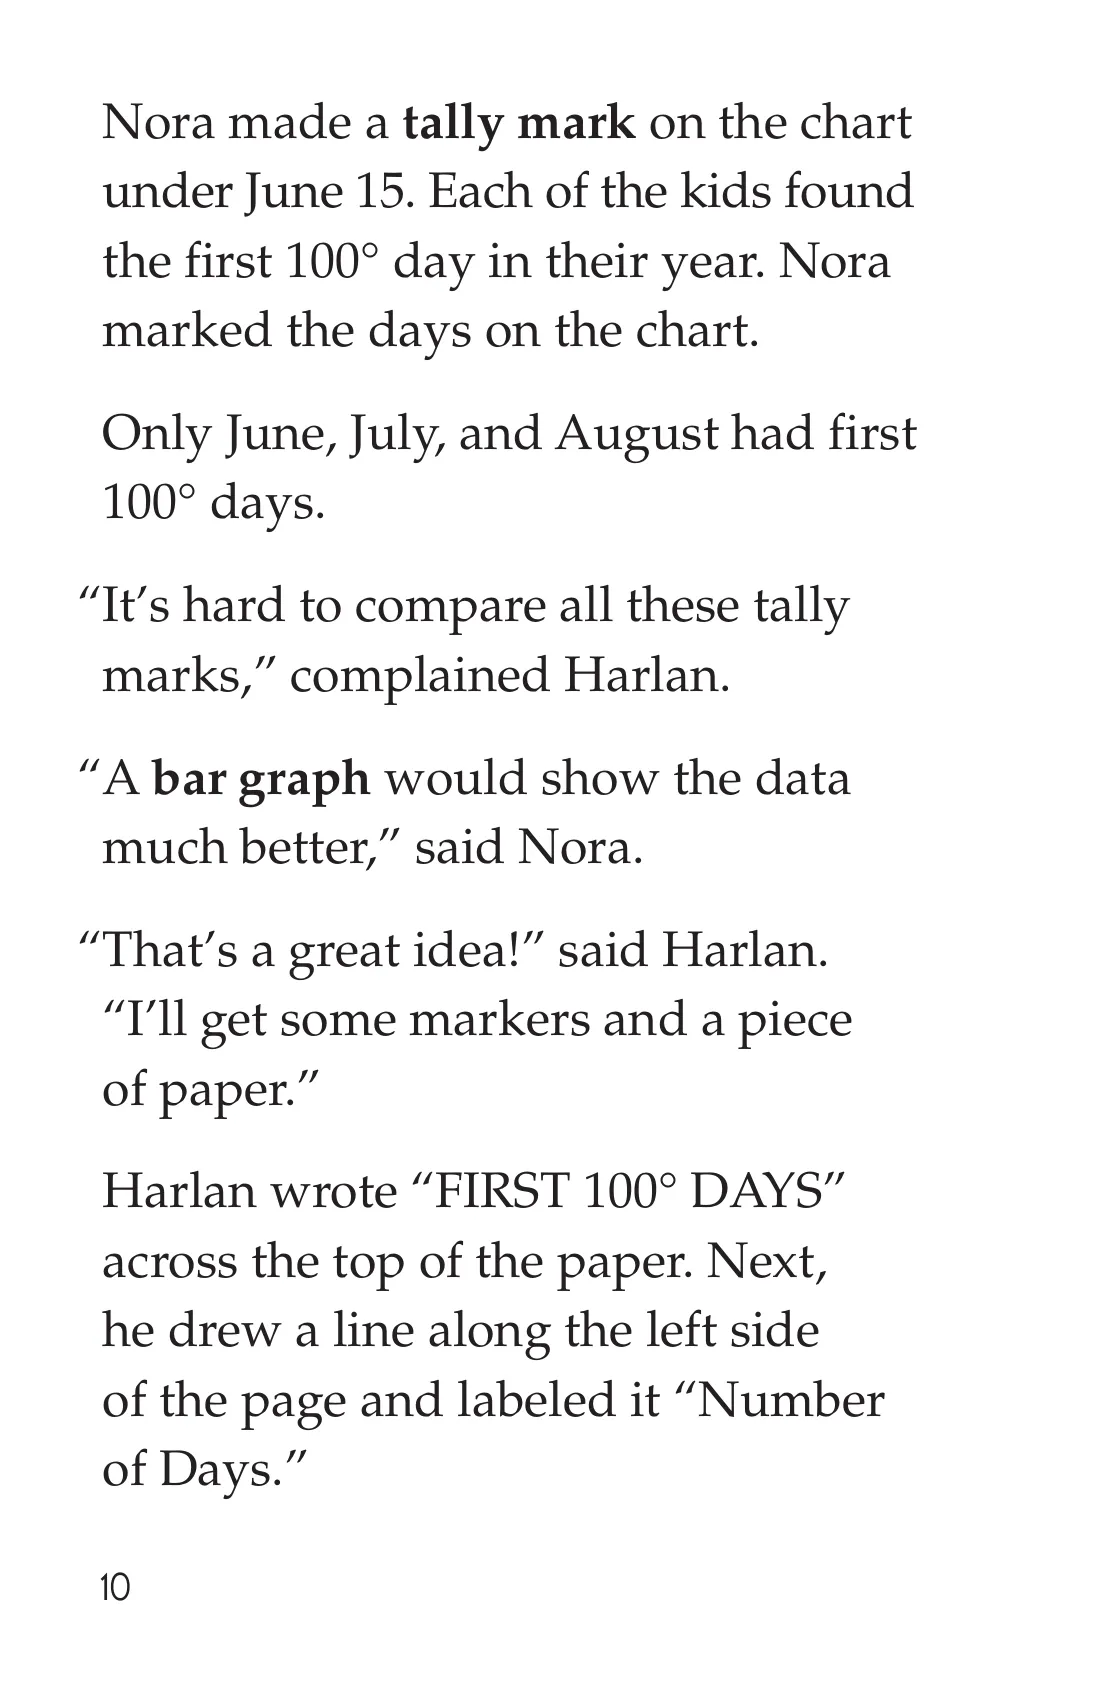 Nora made a tally mark on the chart
under June 15. Each of the kids found
the first 100° day in their year. Nora
marked the days on the chart.
Only June, July, and August had first
100° days.
“It’s hard to compare all these tally
marks,” complained Harlan.
“A bar graph would show the data
much better,” said Nora.
“That’s a great idea!” said Harlan.
“I’ll get some markers and a piece
of paper.”
Harlan wrote “FIRST 100° DAYS”
across the top of the paper. Next,
he drew a line along the left side
of the page and labeled it “Number
of Days.”
10